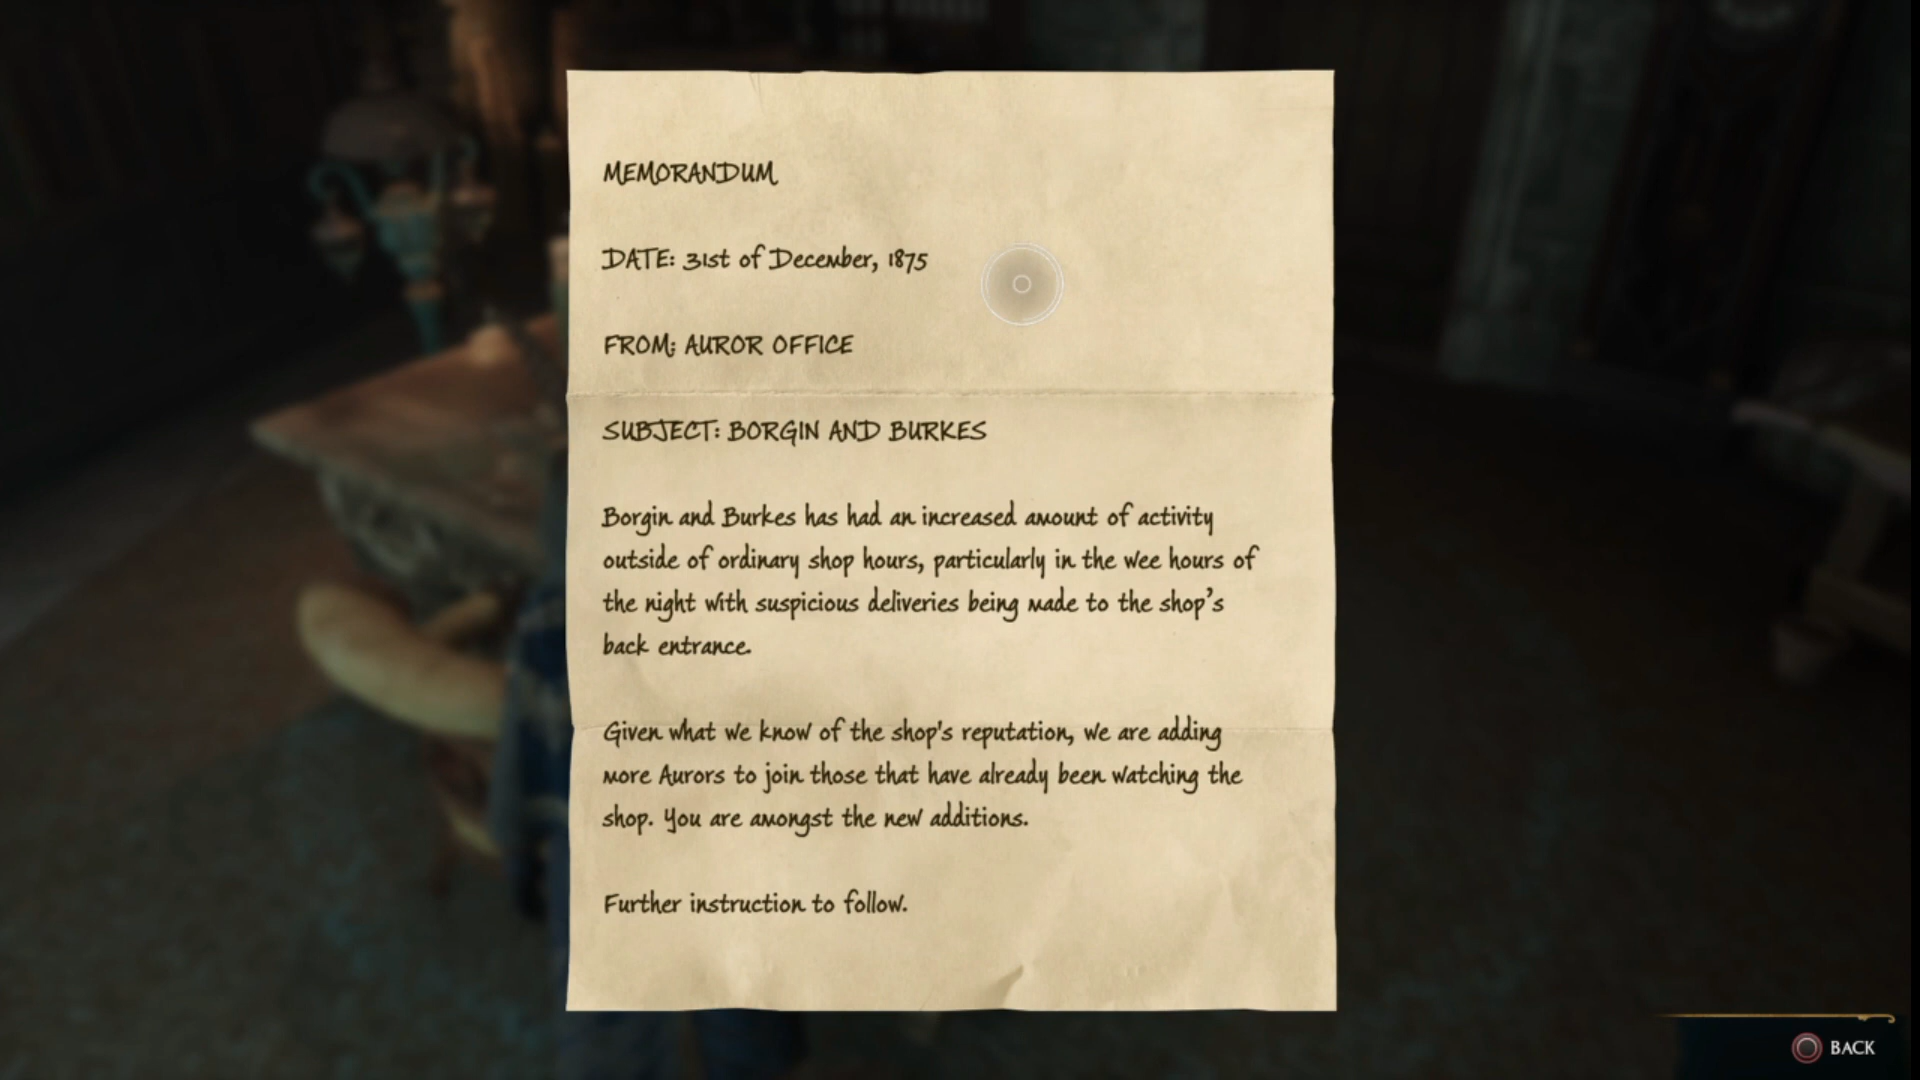 MEMORANDUM
DATE: 31st of December, 1875
FROM: AUROR OFFICE
SUBJECT: BORGIN AND BURKES
Borgin and Burkes has had an increased amount of activity
outside of ordinary shop hours, particularly in the wee hours of
the night with suspicious deliveries being made to the shop’s
back entrance.
Given what we know of the shop's reputation, we are adding
more Aurors to join those that have already been watching the
shop. You are amongst the new additions.
Further instruction to follow.
BACK